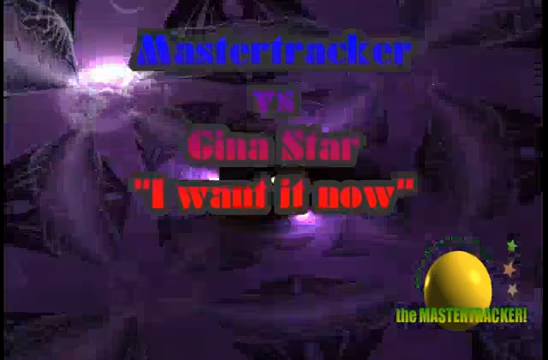 Mastertracker
vs
Gina Star
"I want it now"
the MASTERTRACKER!